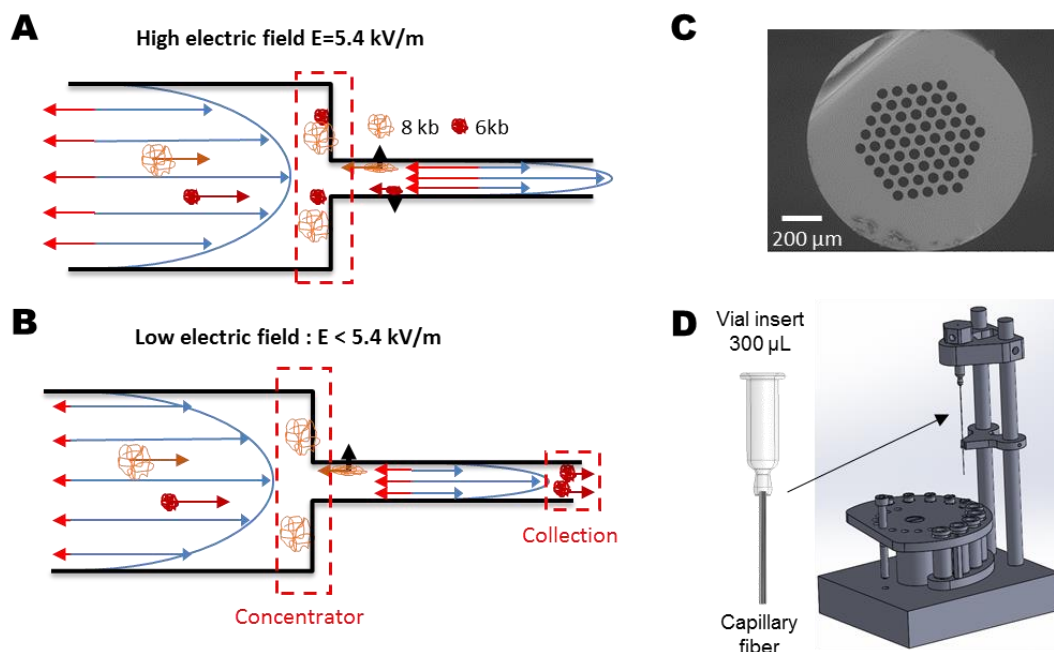 A
High electric field E=5.4 kV/m
8 kb
6kb
B
Low electric field : E < 5.4 kV/m
Collection
Concentrator
C
200 µm
D
Vial insert
300 µL
Capillary
fiber